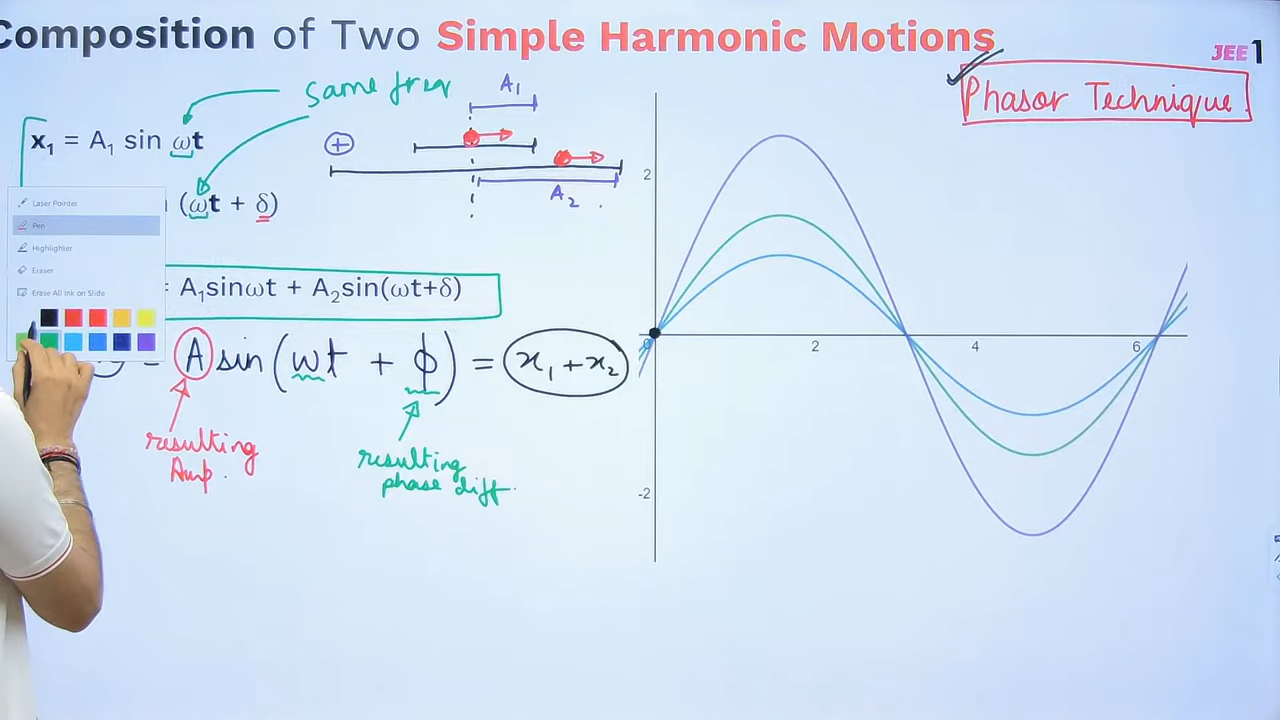 Composition of Two Simple Harmonic Motions
JEE 1
Phasor Technique
same freq
A₁
x₁ = A₁ sin ωt
A₂
(ωt + δ)
Laser Pointer
Pen
Highlighter
Eraser
Erase All Ink on Slide
= A₁sinωt + A₂sin(ωt+δ)
= A sin(ωt + ϕ) = x₁ + x₂
resulting
Amp.
resulting
phase diff.
2
0
2
4
6
-2